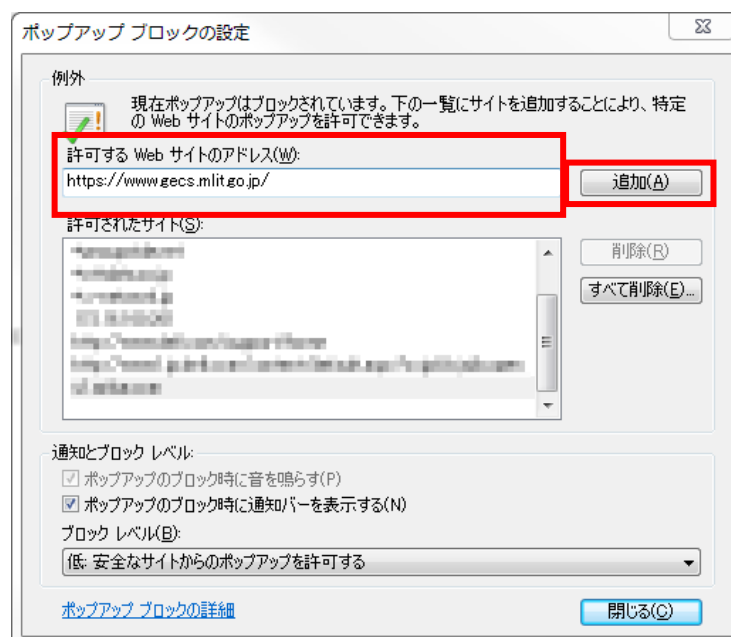 ポップアップ ブロックの設定
例外
現在ポップアップはブロックされています。下の一覧にサイトを追加することにより、特定
の Web サイトのポップアップを許可できます。
許可する Web サイトのアドレス(W):
https://www.gecs.mlit.go.jp/
追加(A)
許可されたサイト(S):
削除(R)
すべて削除(E)...
通知とブロック レベル:
ポップアップのブロック時に音を鳴らす(P)
ポップアップのブロック時に通知バーを表示する(N)
ブロック レベル(B):
低: 安全なサイトからのポップアップを許可する
ポップアップ ブロックの詳細
閉じる(C)